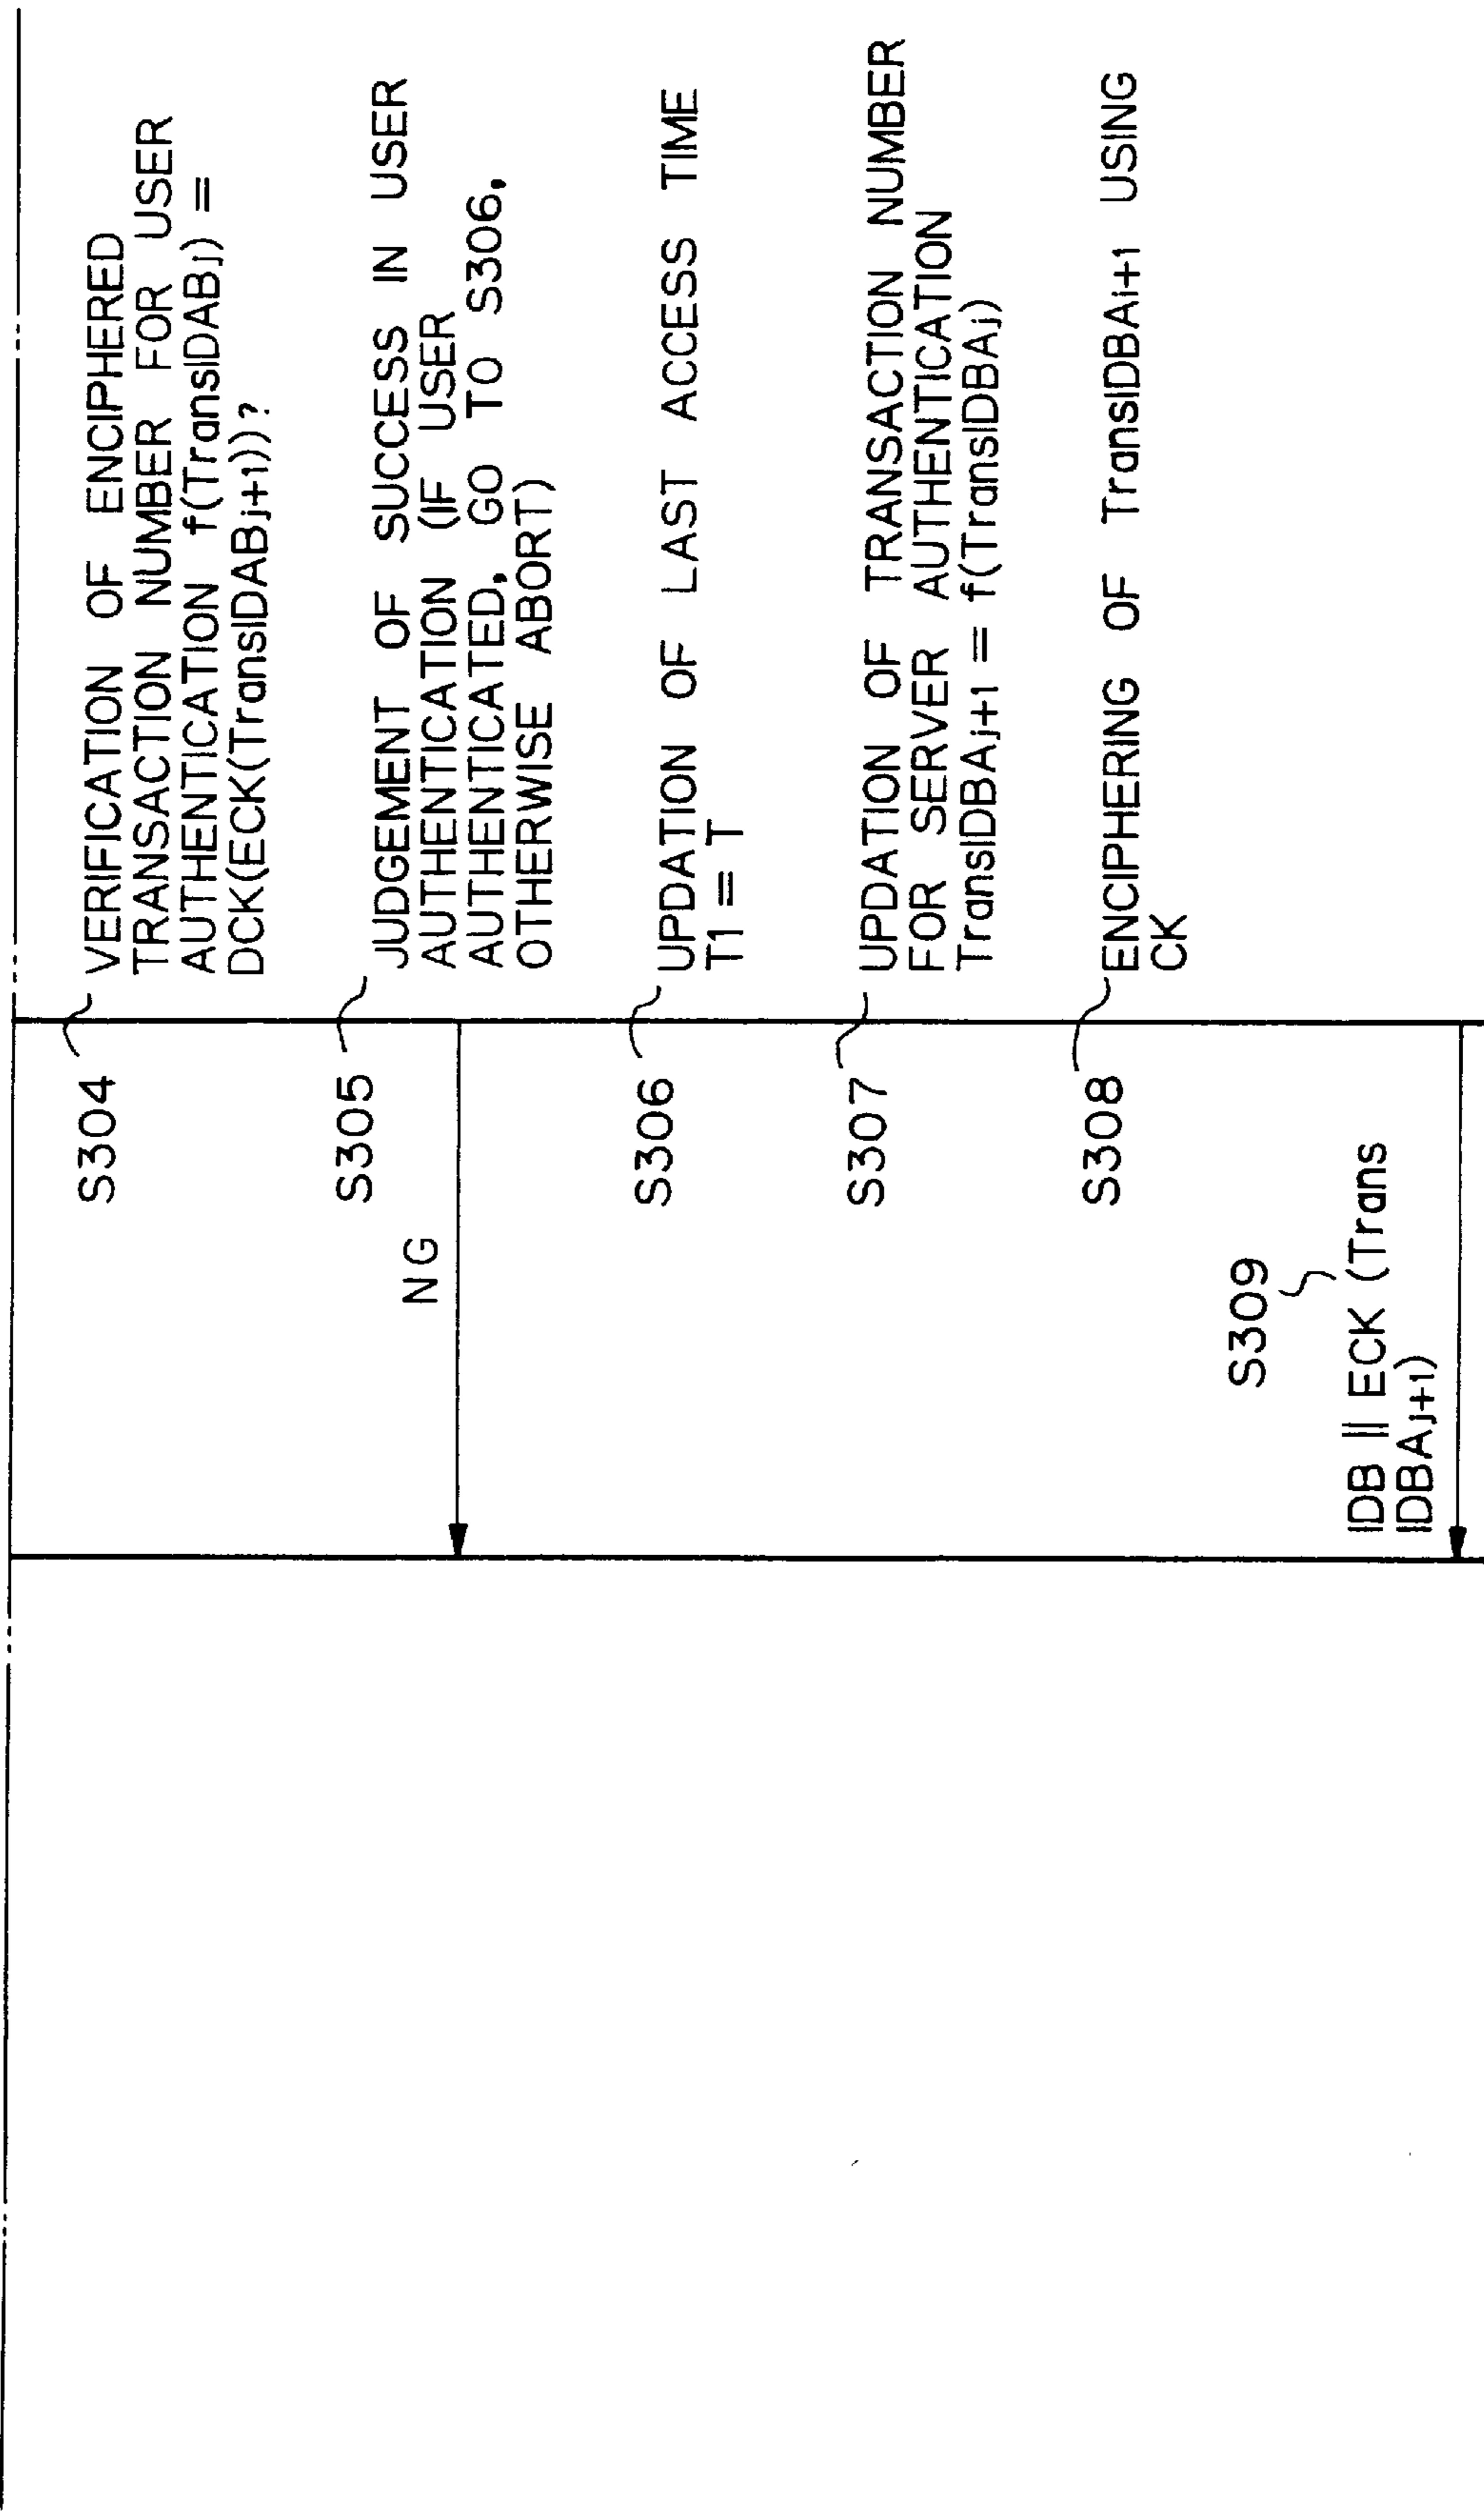 S304
VERIFICATION OF ENCIPHERED
TRANSACTION NUMBER FOR USER
AUTHENTICATION f(TransIDABj) =
DCK(ECK(TransIDABj+1))?
S305
JUDGEMENT OF SUCCESS IN USER
AUTHENTICATION (IF USER
AUTHENTICATED, GO TO S306,
OTHERWISE ABORT)
NG
S306
UPDATION OF LAST ACCESS TIME
T1 = T
S307
UPDATION OF TRANSACTION NUMBER
FOR SERVER AUTHENTICATION
TransIDBAj+1 = f(TransIDBAj)
S308
ENCIPHERING OF TransIDBAj+1 USING
CK
S309
IDB || ECK (Trans
IDBAj+1)